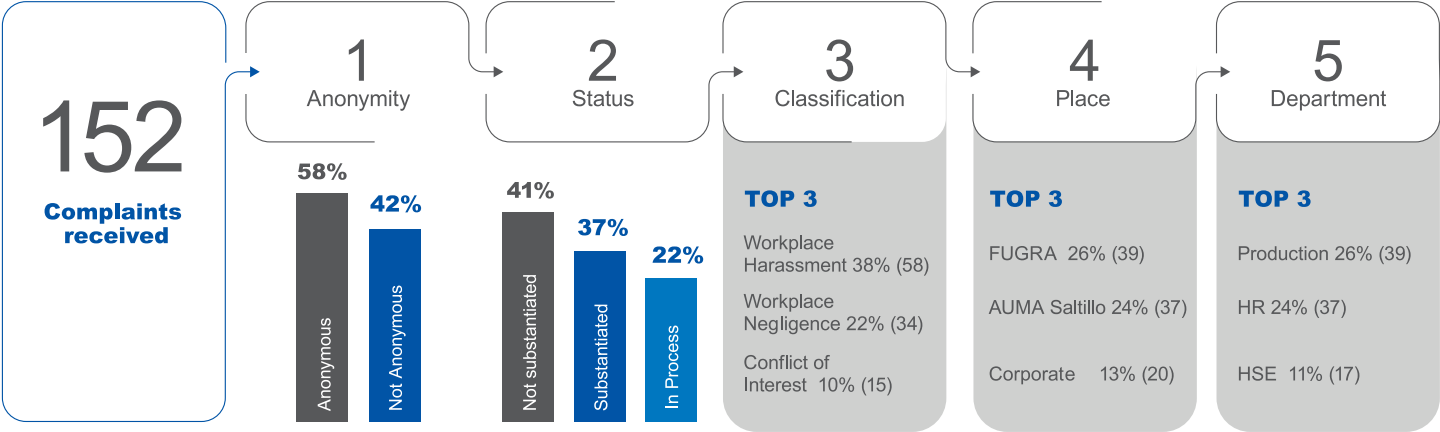 152
Complaints
received
1
Anonymity
58%
42%
Anonymous
Not Anonymous
2
Status
41%
37%
22%
Not substantiated
Substantiated
In Process
3
Classification
TOP 3
Workplace
Harassment 38% (58)
Workplace
Negligence 22% (34)
Conflict of
Interest 10% (15)
4
Place
TOP 3
FUGRA 26% (39)
AUMA Saltillo 24% (37)
Corporate 13% (20)
5
Department
TOP 3
Production 26% (39)
HR 24% (37)
HSE 11% (17)